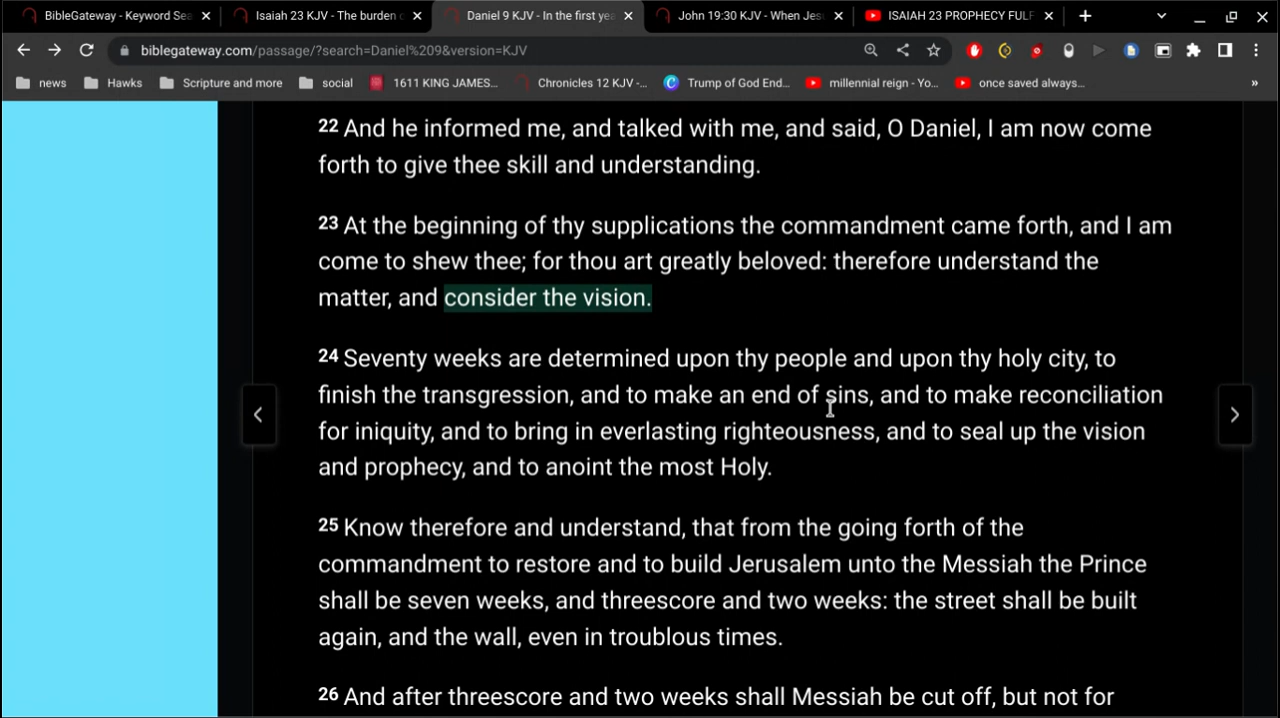 BibleGateway - Keyword Sea
Isaiah 23 KJV - The burden o
Daniel 9 KJV - In the first yea
John 19:30 KJV - When Jesu
ISAIAH 23 PROPHECY FULF
biblegateway.com/passage/?search=Daniel%209&version=KJV
news
Hawks
Scripture and more
social
1611 KING JAMES...
Chronicles 12 KJV -...
Trump of God End...
millennial reign - Yo...
once saved always...
»
22 And he informed me, and talked with me, and said, O Daniel, I am now come
forth to give thee skill and understanding.
23 At the beginning of thy supplications the commandment came forth, and I am
come to shew thee; for thou art greatly beloved: therefore understand the
matter, and consider the vision.
24 Seventy weeks are determined upon thy people and upon thy holy city, to
finish the transgression, and to make an end of sins, and to make reconciliation
for iniquity, and to bring in everlasting righteousness, and to seal up the vision
and prophecy, and to anoint the most Holy.
25 Know therefore and understand, that from the going forth of the
commandment to restore and to build Jerusalem unto the Messiah the Prince
shall be seven weeks, and threescore and two weeks: the street shall be built
again, and the wall, even in troublous times.
26 And after threescore and two weeks shall Messiah be cut off, but not for